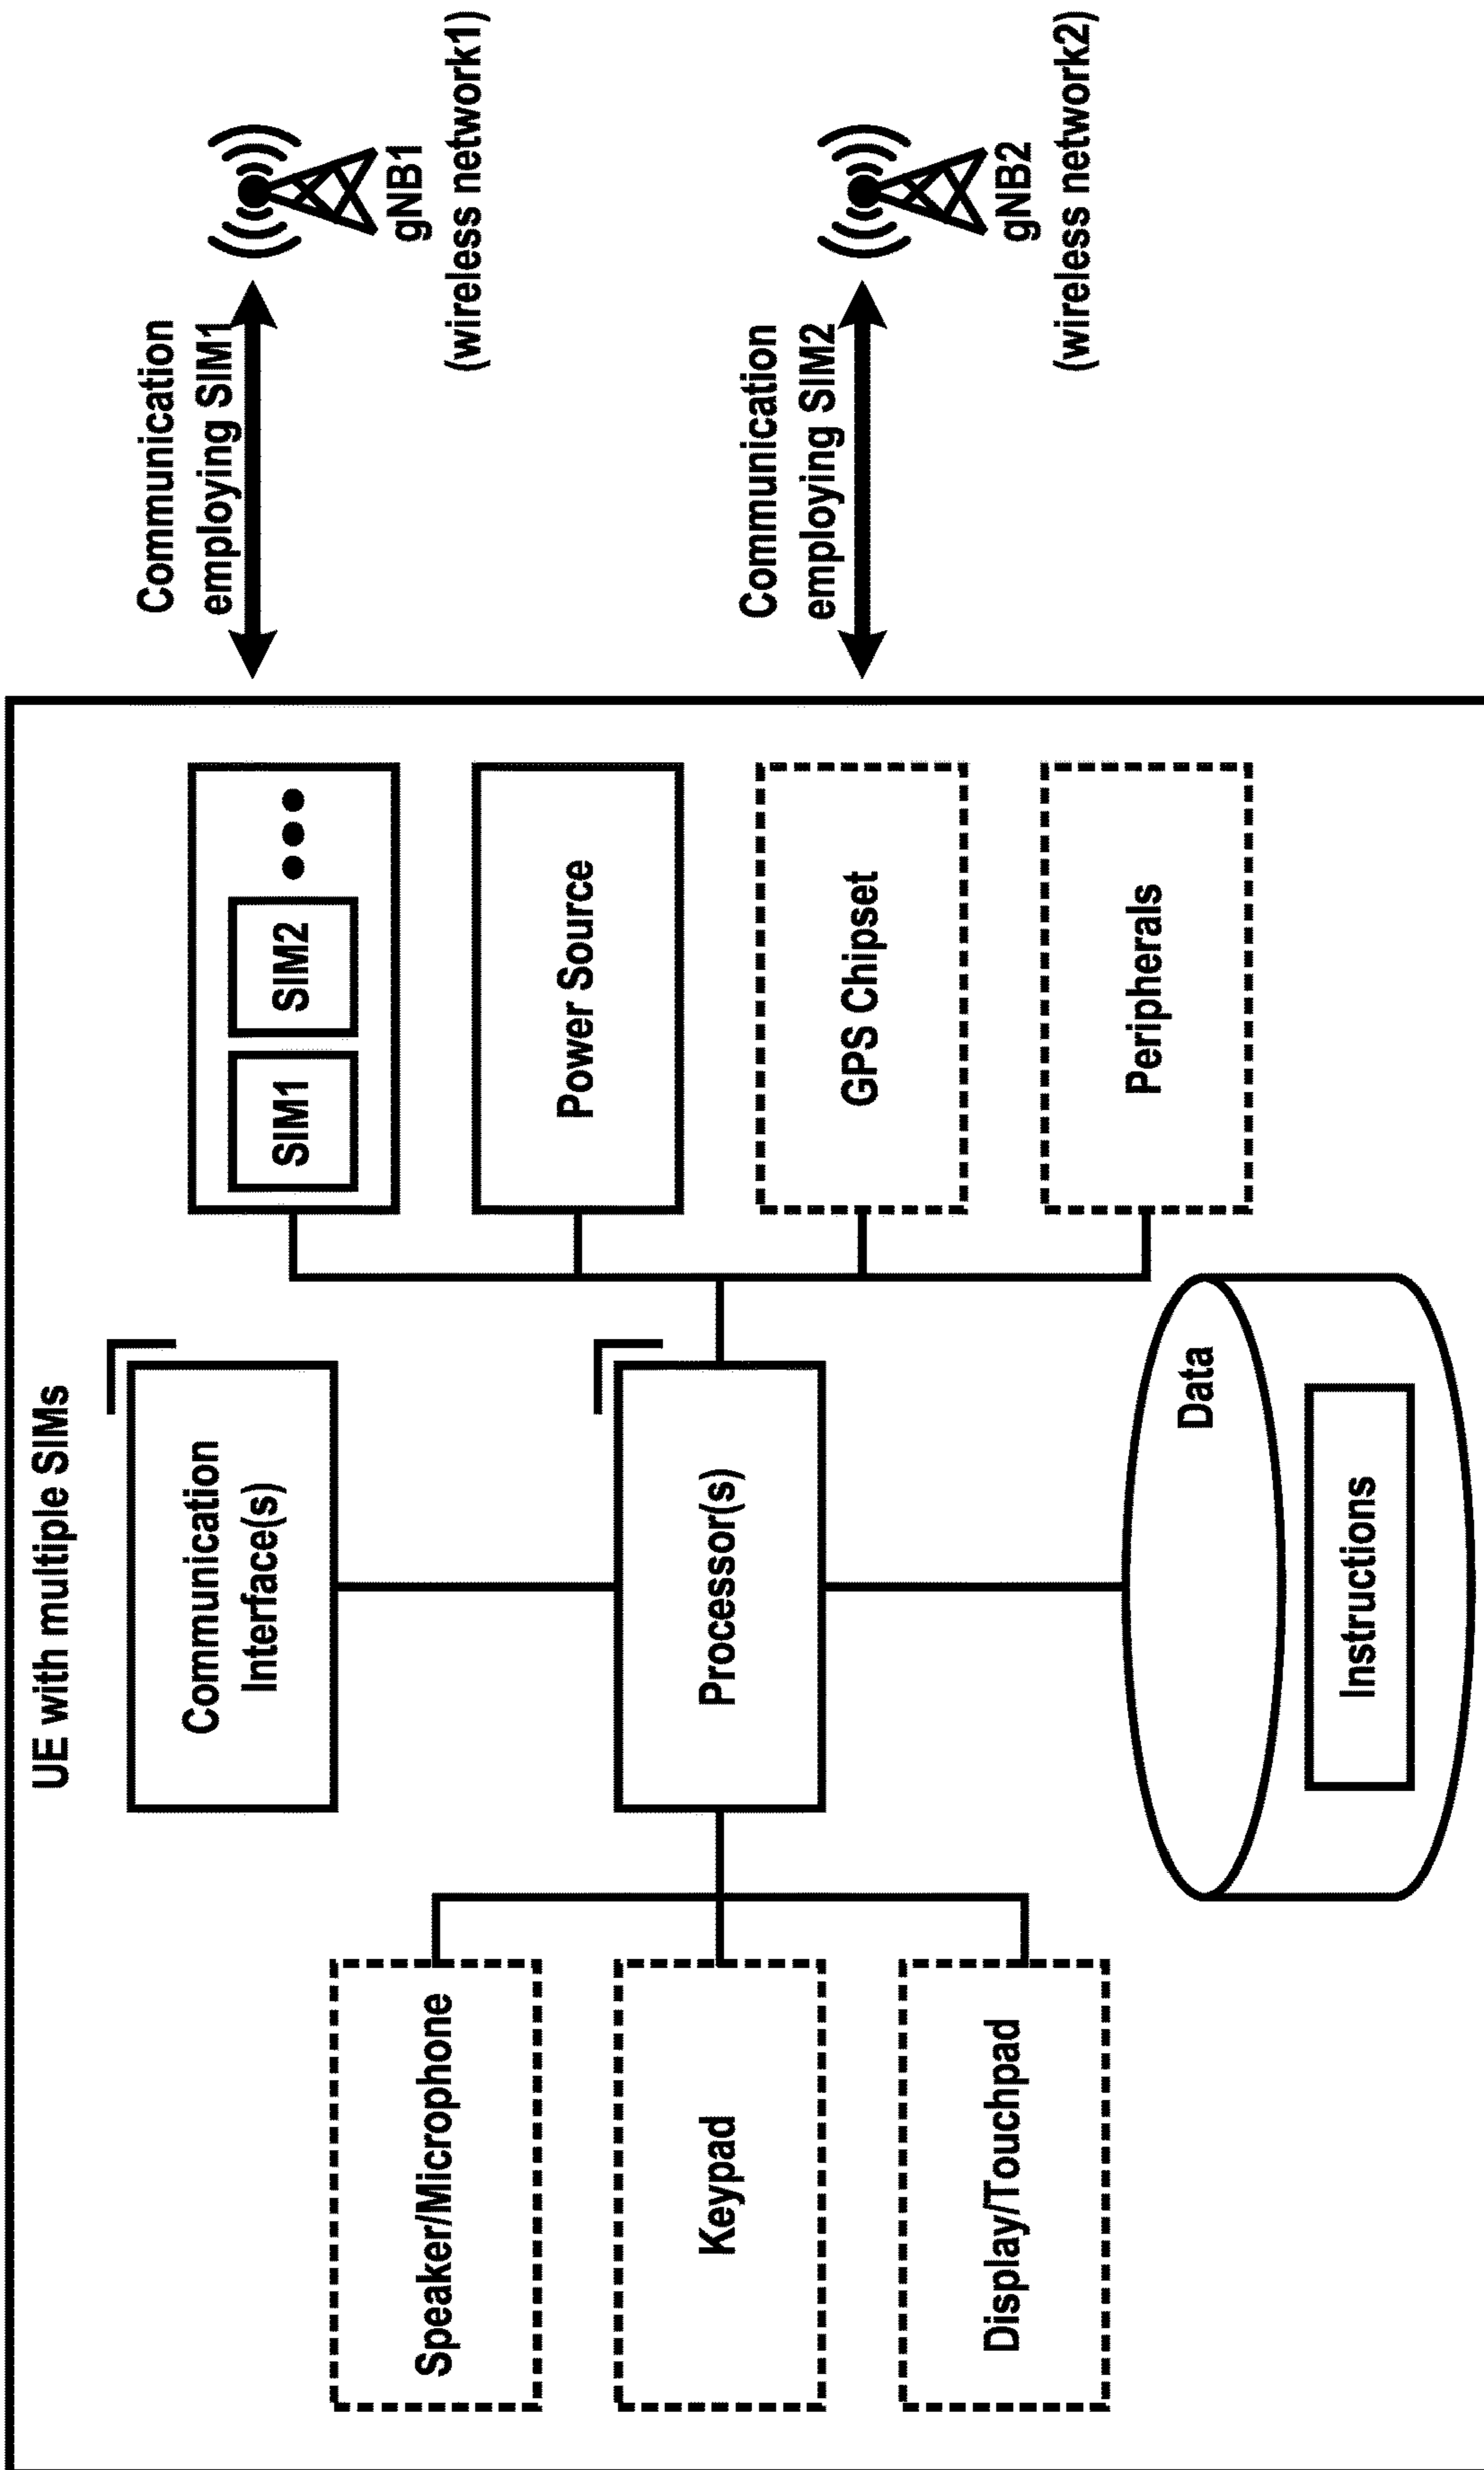 UE with multiple SIMs
Communication
Interface(s)
SIM1
SIM2
Communication
employing SIM1
gNB1
(wireless network1)
Speaker/Microphone
Power Source
Keypad
Processor(s)
GPS Chipset
Communication
employing SIM2
gNB2
(wireless network2)
Display/Touchpad
Peripherals
Data
Instructions